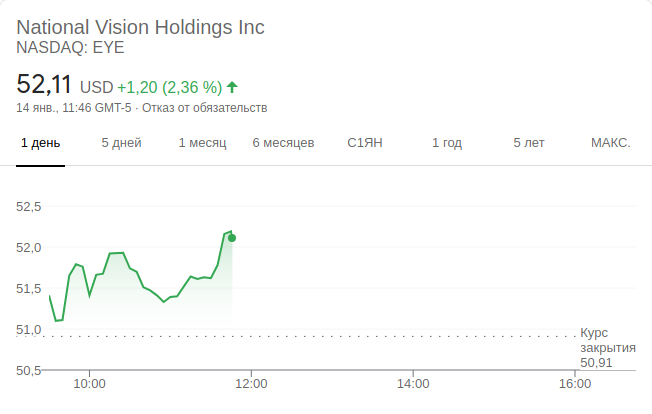 National Vision Holdings Inc
NASDAQ: EYE
52,11 USD +1,20 (2,36 %)
14 янв., 11:46 GMT-5 · Отказ от обязательств
1 день 5 дней 1 месяц 6 месяцев С1ЯН 1 год 5 лет МАКС.
52,5
52,0
51,5
51,0
Курс
закрытия
50,91
50,5
10:00 12:00 14:00 16:00